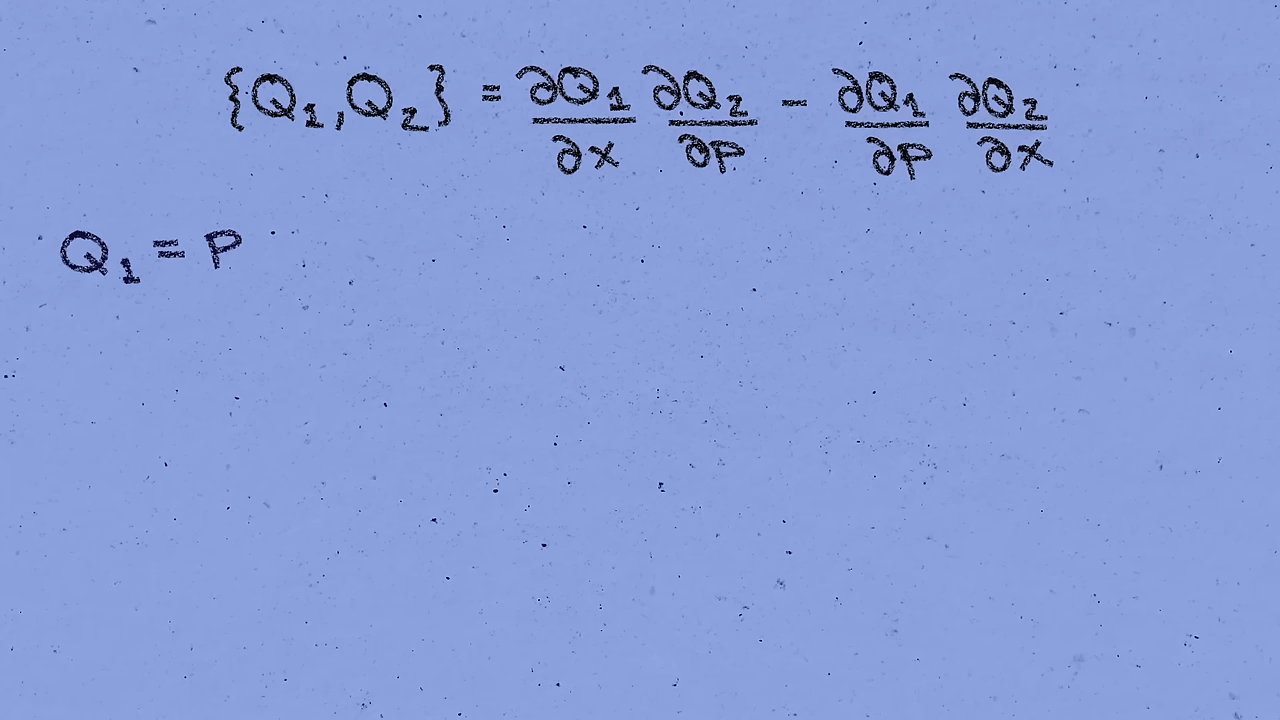 {Q₁,Q₂} = ∂Q₁/∂x ∂Q₂/∂p - ∂Q₁/∂p ∂Q₂/∂x
Q₁ = P